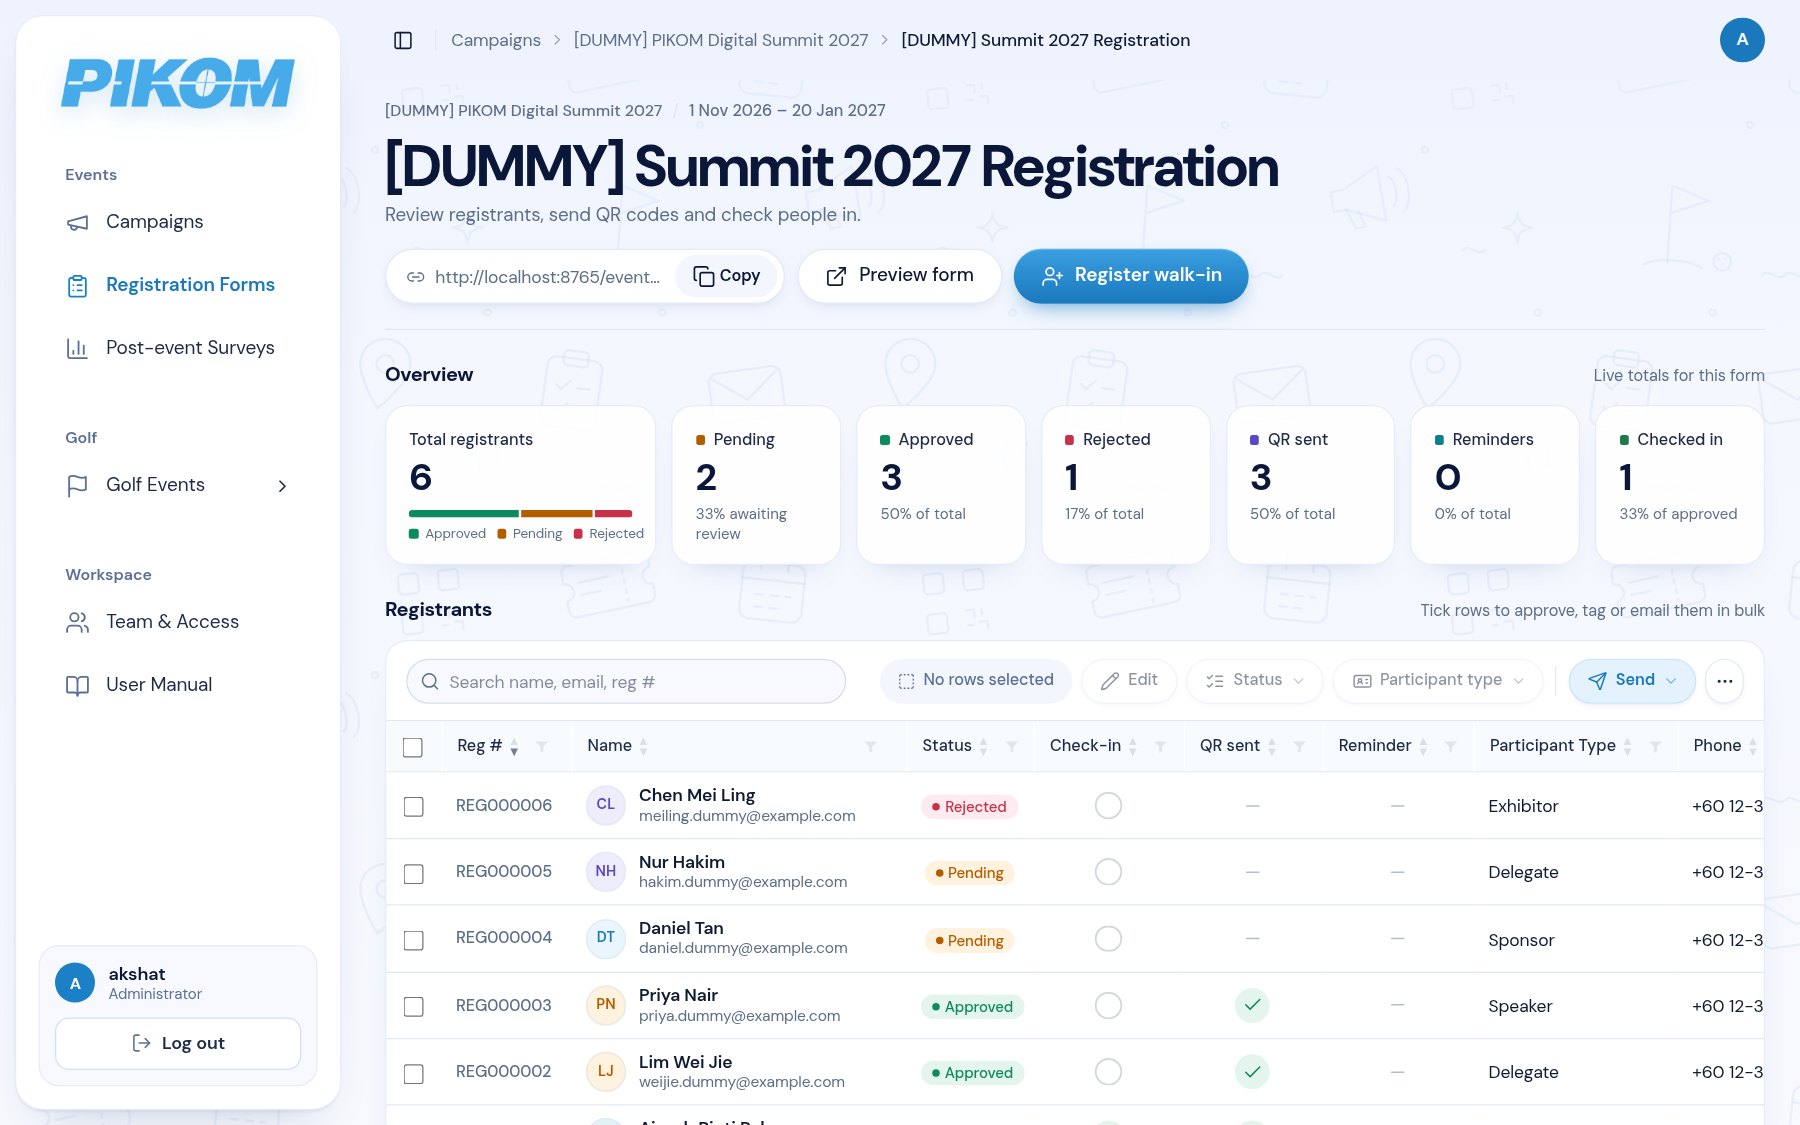 PIKOM
Events
Campaigns
Registration Forms
Post-event Surveys
Golf
Golf Events
Workspace
Team & Access
User Manual
A
akshat
Administrator
Log out
Campaigns
[DUMMY] PIKOM Digital Summit 2027
[DUMMY] Summit 2027 Registration
A
[DUMMY] PIKOM Digital Summit 2027 / 1 Nov 2026 – 20 Jan 2027
[DUMMY] Summit 2027 Registration
Review registrants, send QR codes and check people in.
http://localhost:8765/event... Copy
Preview form
Register walk-in
Overview
Live totals for this form
Total registrants
6
Approved Pending Rejected
Pending
2
33% awaiting
review
Approved
3
50% of total
Rejected
1
17% of total
QR sent
3
50% of total
Reminders
0
0% of total
Checked in
1
33% of approved
Registrants
Tick rows to approve, tag or email them in bulk
Search name, email, reg #
No rows selected
Edit
Status
Participant type
Send
Reg # Name Status Check-in QR sent Reminder Participant Type Phone
REG000006 CL Chen Mei Ling Rejected — — Exhibitor +60 12-3
meiling.dummy@example.com
REG000005 NH Nur Hakim Pending — — Delegate +60 12-3
hakim.dummy@example.com
REG000004 DT Daniel Tan Pending — — Sponsor +60 12-3
daniel.dummy@example.com
REG000003 PN Priya Nair Approved — Speaker +60 12-3
priya.dummy@example.com
REG000002 LJ Lim Wei Jie Approved — Delegate +60 12-3
weijie.dummy@example.com